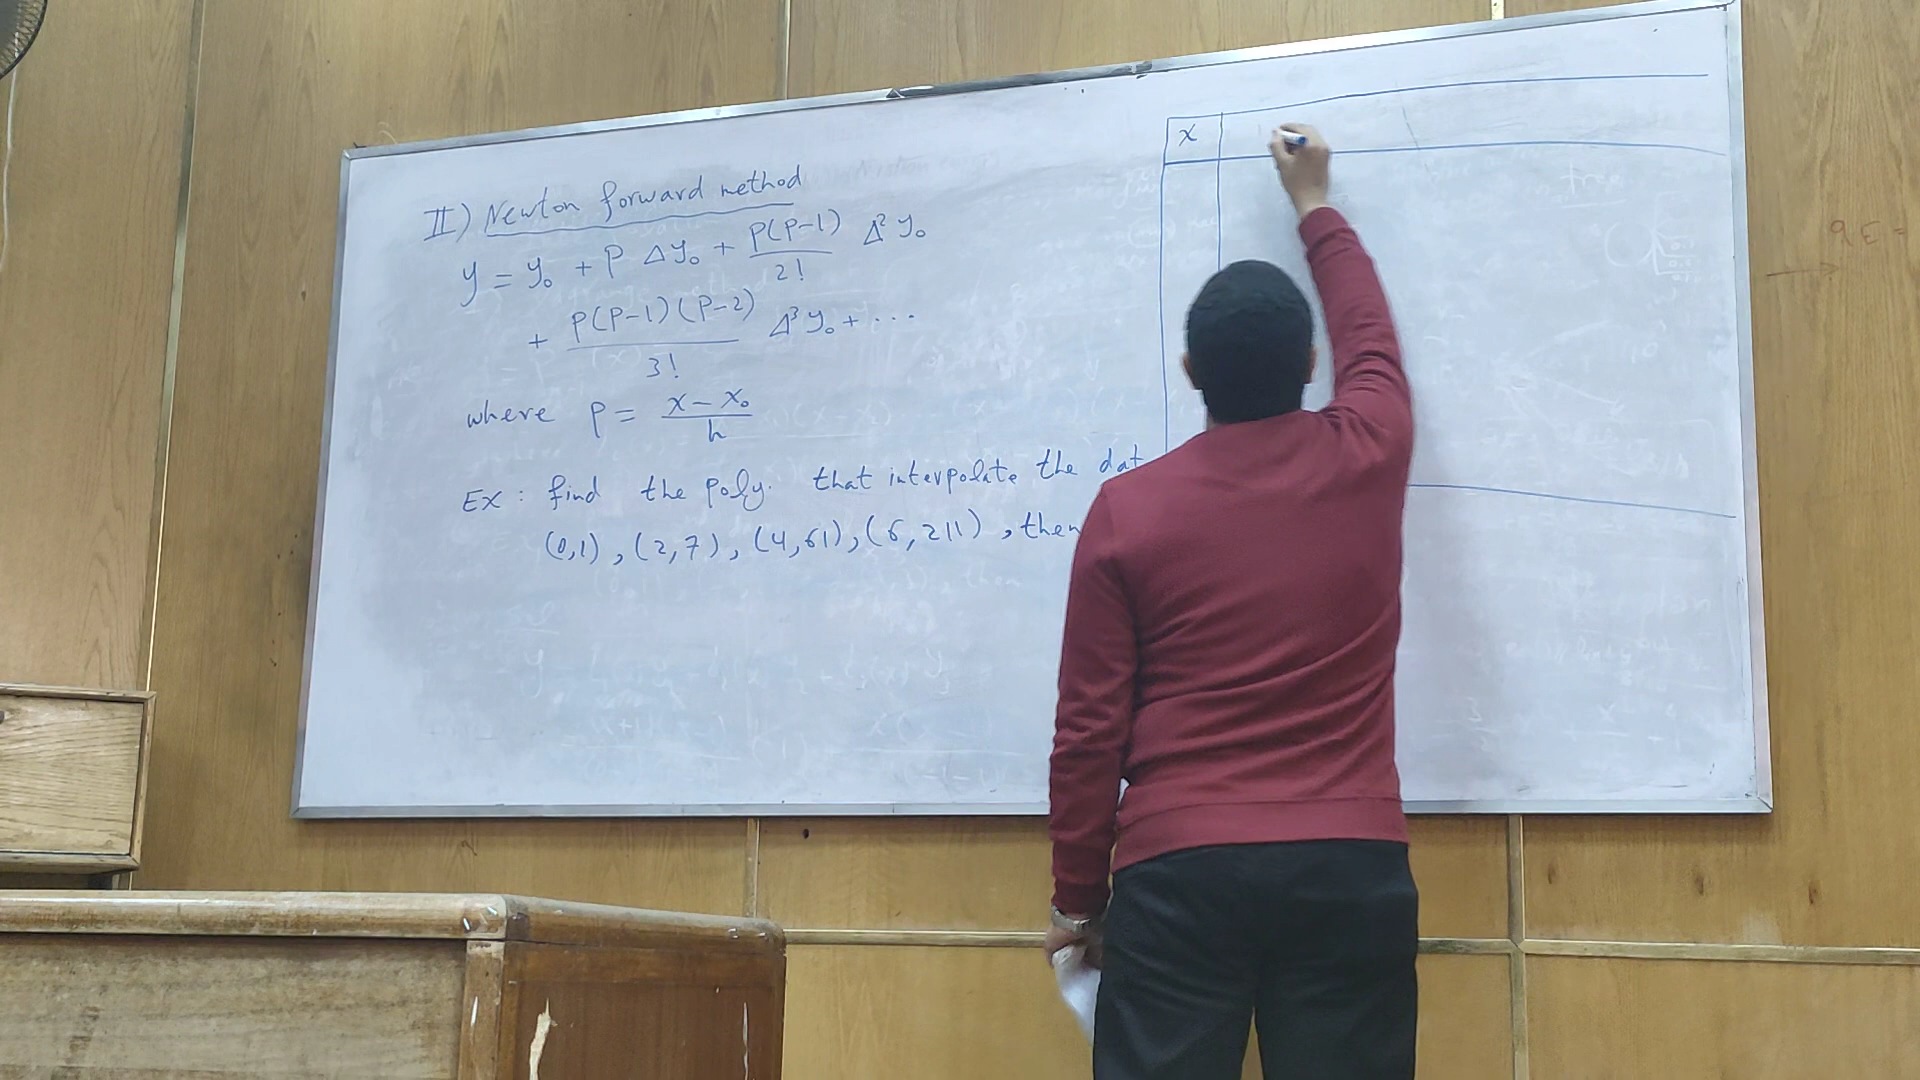 II) Newton forward method
y = y₀ + P Δy₀ + P(P-1)/2! Δ²y₀
+ P(P-1)(P-2)/3! Δ³y₀ + ...
where P = x - x₀ / h
EX : find the poly. that interpolate the dat
(0,1) , (2,7) , (4,61) , (6,211) , then
x